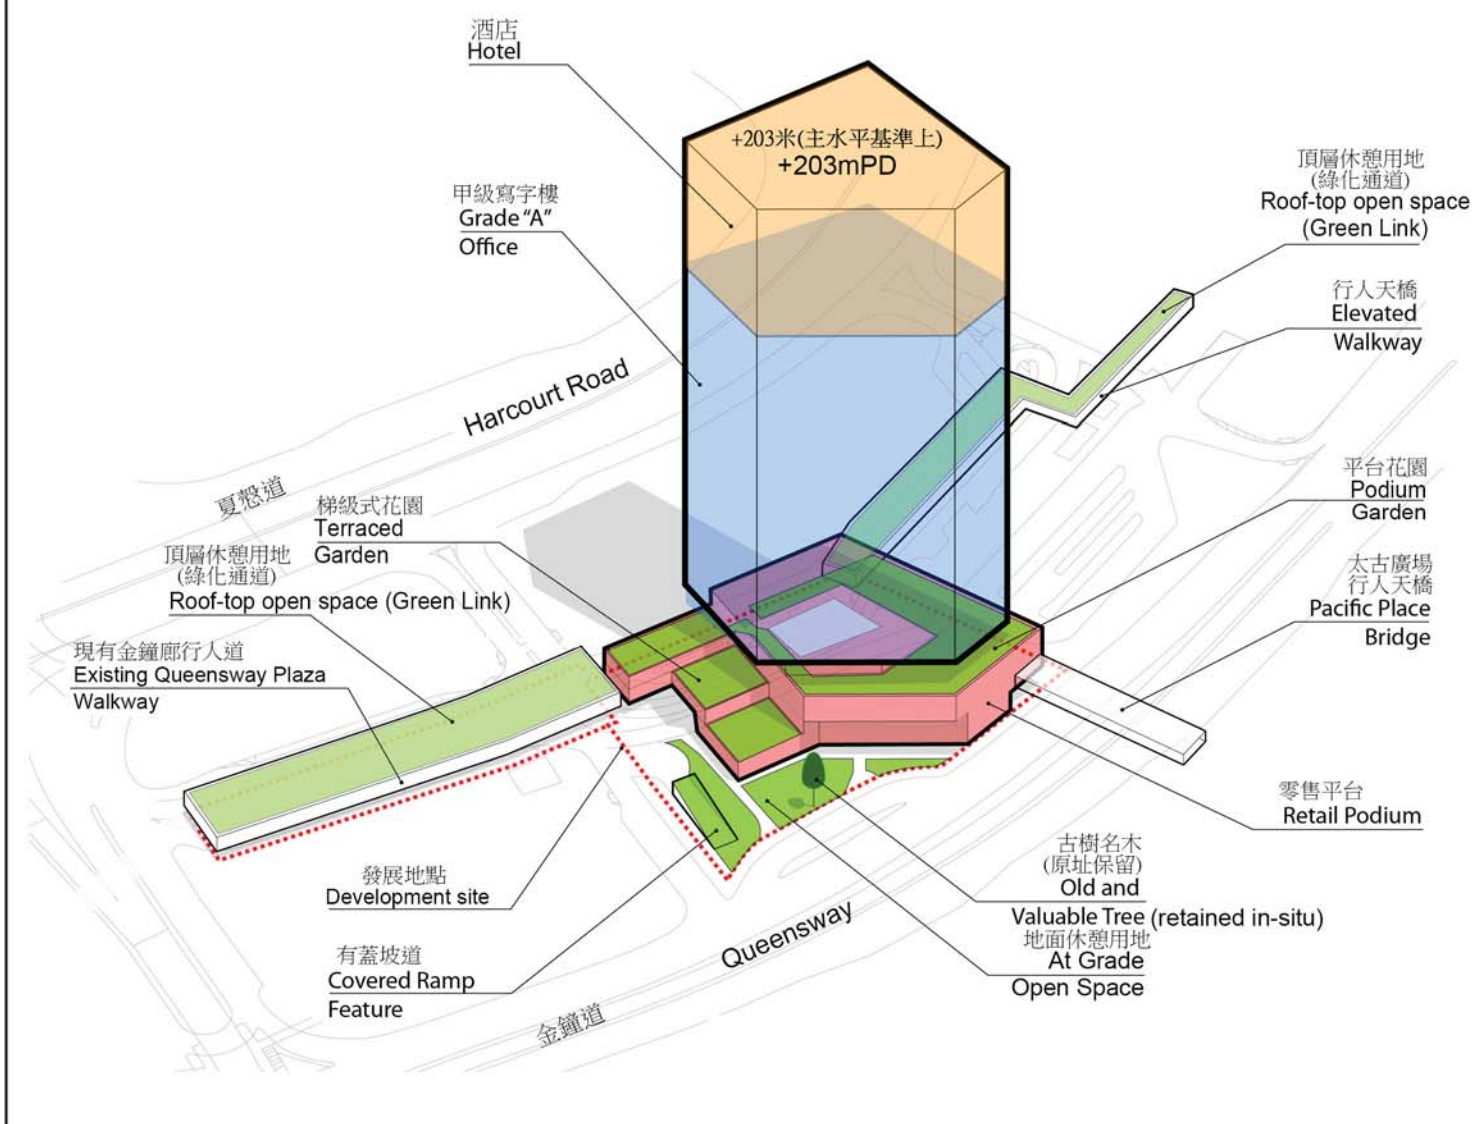 酒店
Hotel
+203米(主水平基準上)
+203mPD
頂層休憩用地
(綠化通道)
Roof-top open space
(Green Link)
甲級寫字樓
Grade “A”
Office
行人天橋
Elevated
Walkway
Harcourt Road
夏慤道
平台花園
Podium
Garden
梯級式花園
Terraced
Garden
頂層休憩用地
(綠化通道)
Roof-top open space (Green Link)
太古廣場
行人天橋
Pacific Place
Bridge
現有金鐘廊行人道
Existing Queensway Plaza
Walkway
零售平台
Retail Podium
發展地點
Development site
古樹名木
(原址保留)
Old and
Valuable Tree (retained in-situ)
地面休憩用地
At Grade
Open Space
有蓋坡道
Covered Ramp
Feature
Queensway
金鐘道